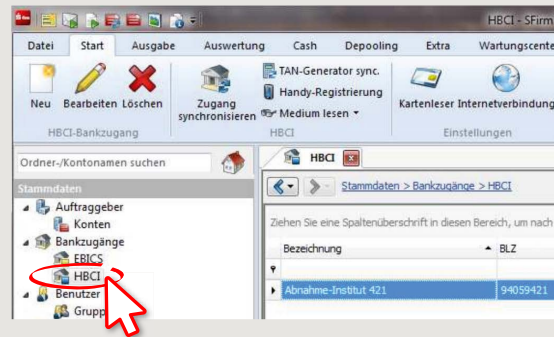 HBCI - SFirm
Datei Start Ausgabe Auswertung Cash Depooling Extra Wartungscente
Neu Bearbeiten Löschen
HBCI-Bankzugang
Zugang synchronisieren
TAN-Generator sync.
Handy-Registrierung
Medium lesen
HBCI
Kartenleser Internetverbindung
Einstellungen
Ordner-/Kontonamen suchen
Stammdaten
Auftraggeber
Konten
Bankzugänge
EBICS
HBCI
Benutzer
Grupp
HBCI
Stammdaten > Bankzugänge > HBCI
Ziehen Sie eine Spaltenüberschrift in diesen Bereich, um nach
Bezeichnung BLZ
Abnahme-Institut 421 94059421